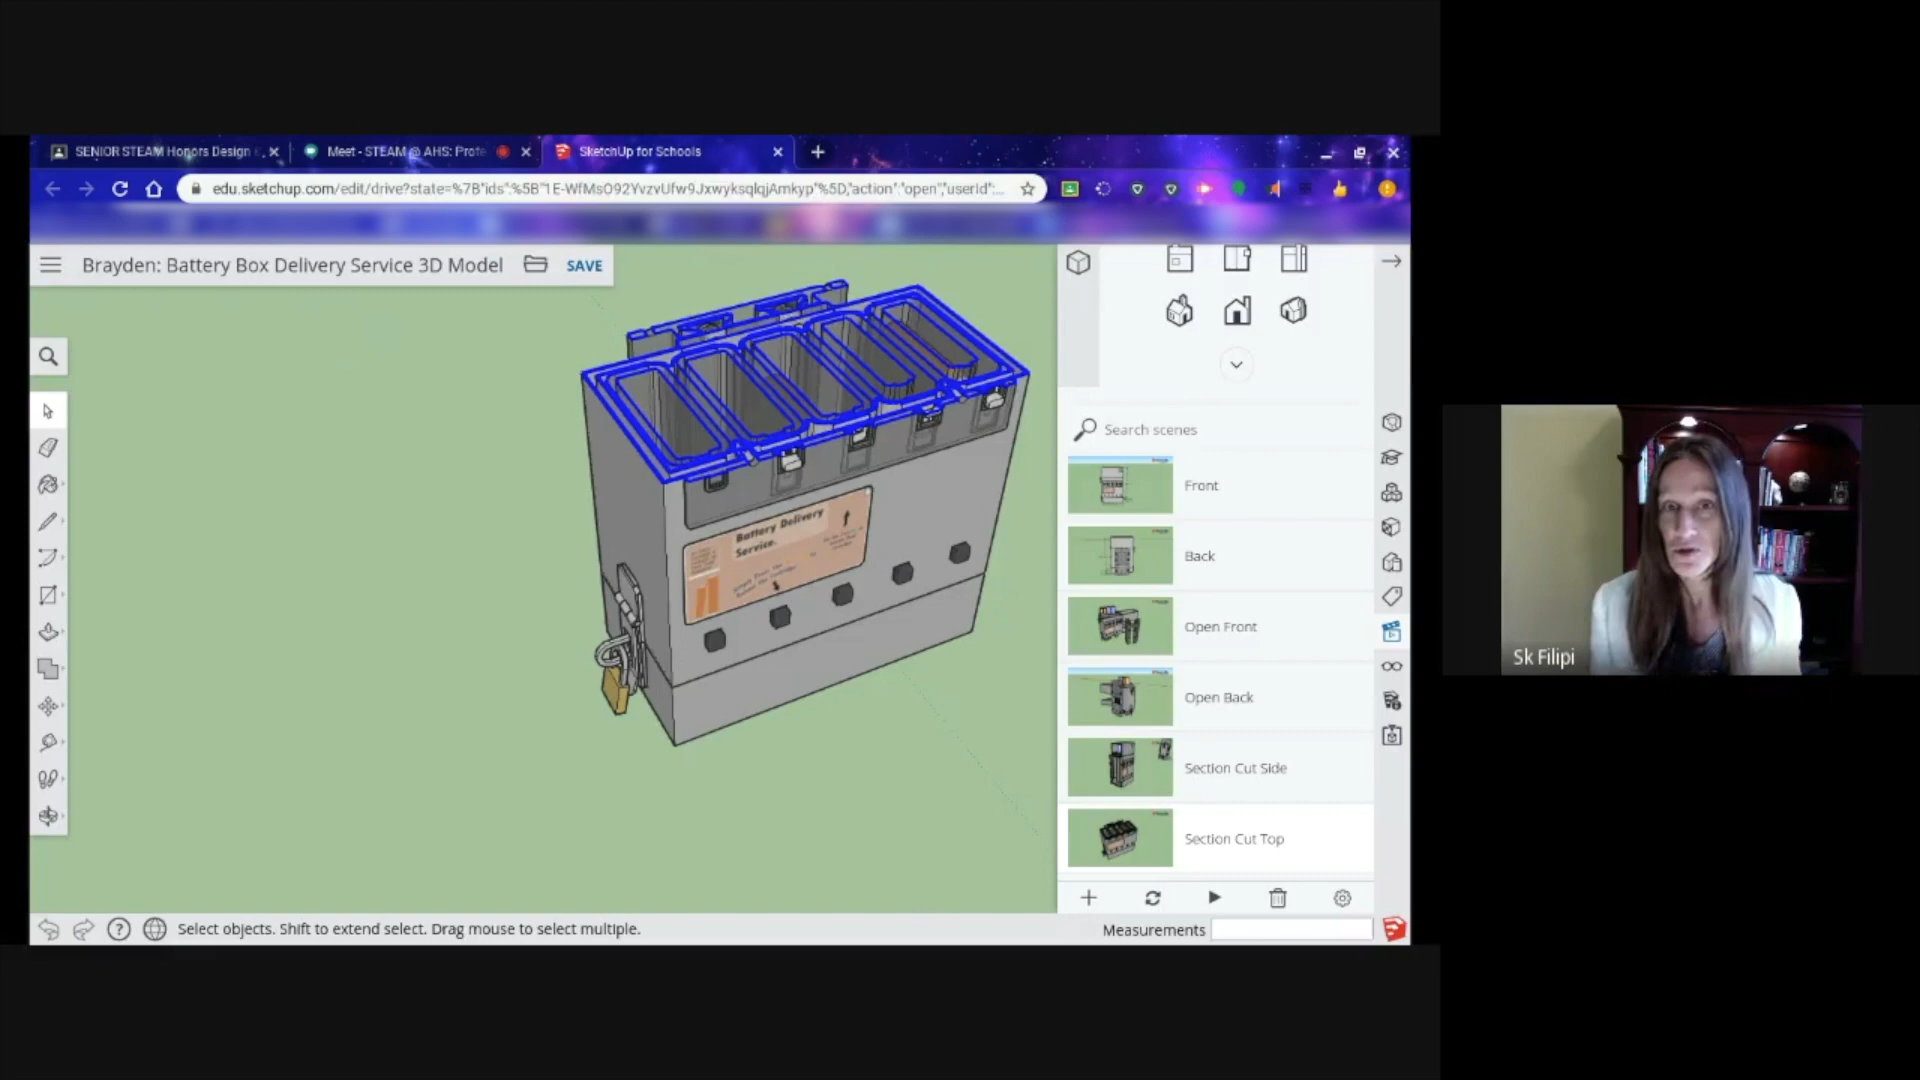 SENIOR STEAM Honors Design
Meet - STEAM @ AHS: Profe
SketchUp for Schools
edu.sketchup.com/edit/drive?state=%7B"ids":%5B"1E-WfMsO92YvzvUfw9JxwyksqlqjAmkyp"%5D,"action":"open","userId":...
Brayden: Battery Box Delivery Service 3D Model
SAVE
Search scenes
Front
Back
Open Front
Open Back
Section Cut Side
Section Cut Top
Battery Delivery
Service.
Sk Filipi
Select objects. Shift to extend select. Drag mouse to select multiple.
Measurements